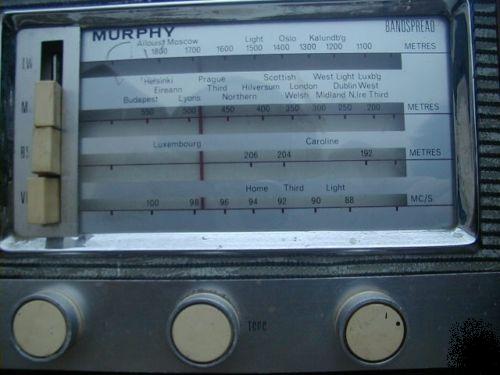 MURPHY
BANDSPREAD
Light Oslo Kalundb'g
Allouis Moscow
1800 1700 1600 1500 1400 1300 1200 1100 METRES
Helsinki Prague Scottish West Light Luxb'g
Eireann Third Hilversum London Dublin West
Budapest Lyons Northern Welsh Midland N.Ire Third
550 500 450 400 350 300 250 200 METRES
Luxembourg Caroline
206 204 192 METRES
Home Third Light
100 98 96 94 92 90 88 MC/S
TONE